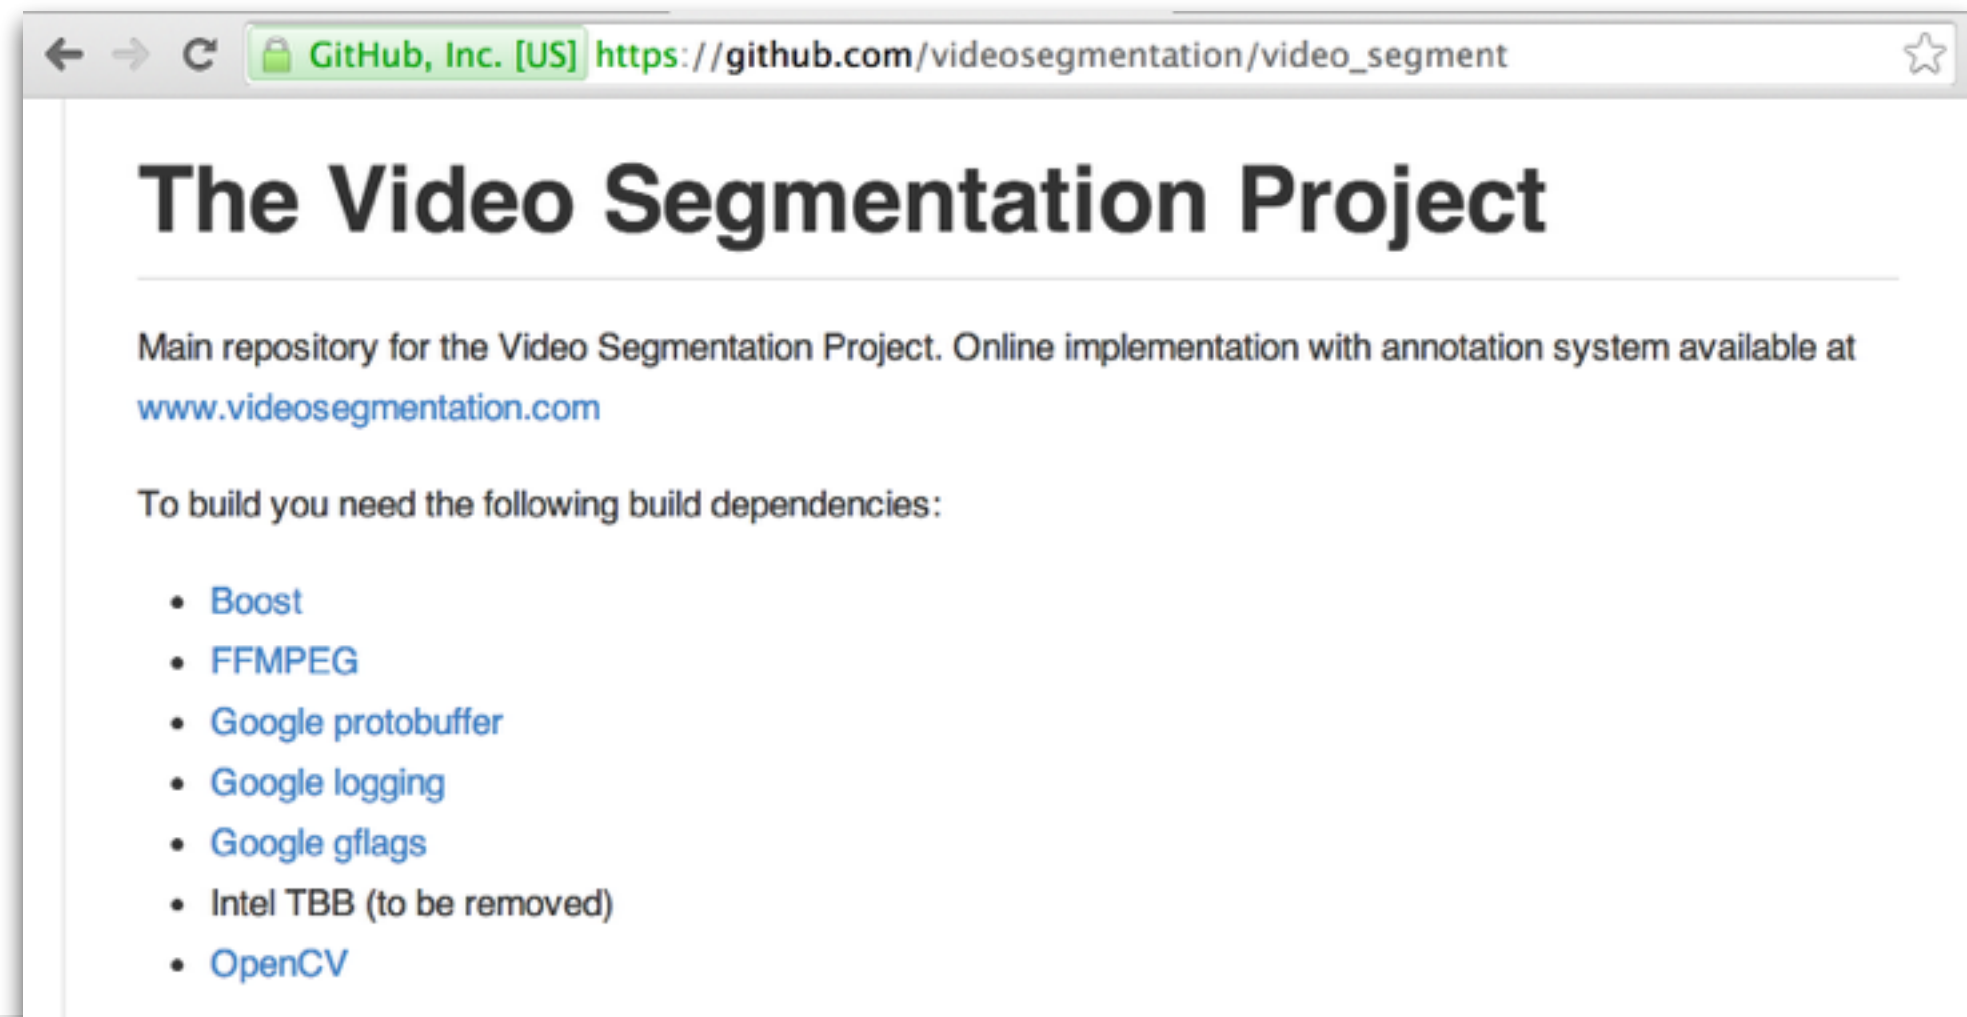 GitHub, Inc. [US] https://github.com/videosegmentation/video_segment
The Video Segmentation Project
Main repository for the Video Segmentation Project. Online implementation with annotation system available at
www.videosegmentation.com
To build you need the following build dependencies:
• Boost
• FFMPEG
• Google protobuffer
• Google logging
• Google gflags
• Intel TBB (to be removed)
• OpenCV